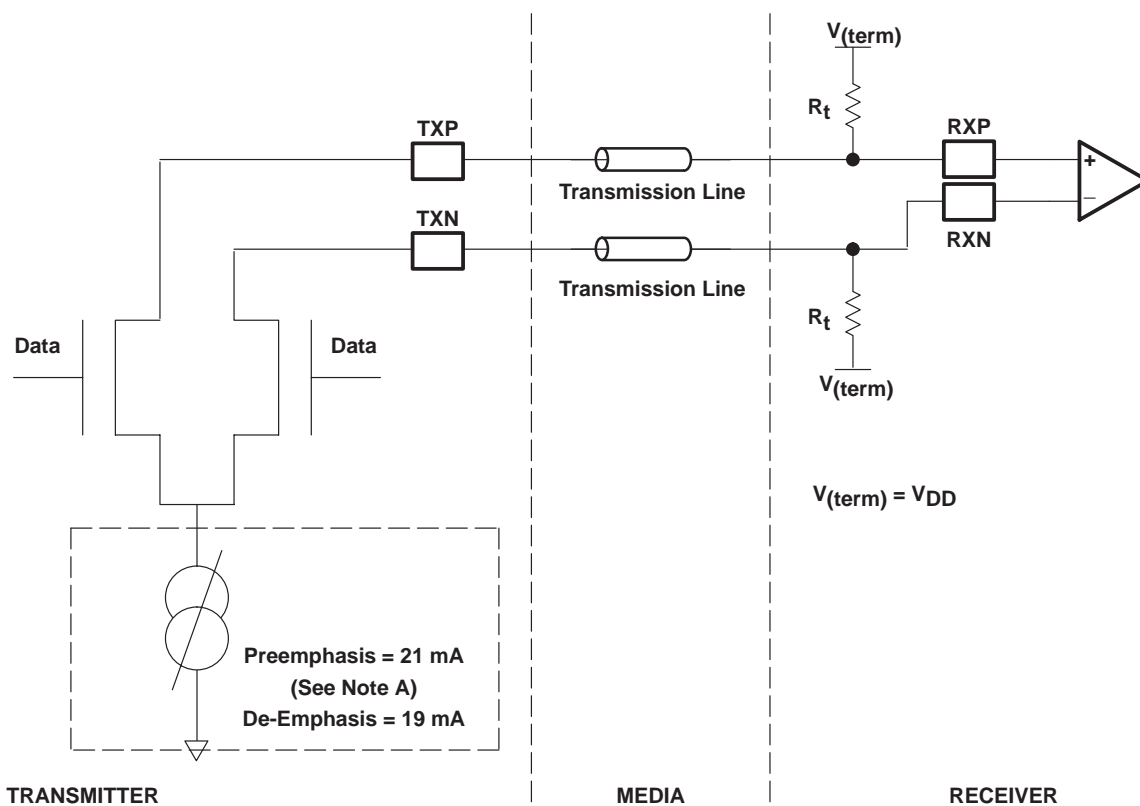 V(term)
Rt
TXP
RXP
+
Transmission Line
−
TXN
RXN
Transmission Line
Rt
Data
Data
V(term)
V(term) = VDD
Preemphasis = 21 mA
(See Note A)
De-Emphasis = 19 mA
TRANSMITTER
MEDIA
RECEIVER